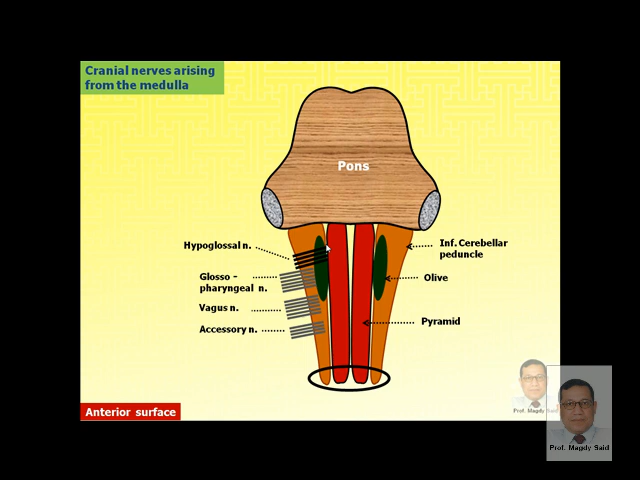 Cranial nerves arising
from the medulla
Pons
Hypoglossal n.
Glosso -
pharyngeal n.
Vagus n.
Accessory n.
Inf. Cerebellar
peduncle
Olive
Pyramid
Anterior surface
Prof. Magdy Said
Prof. Magdy Said